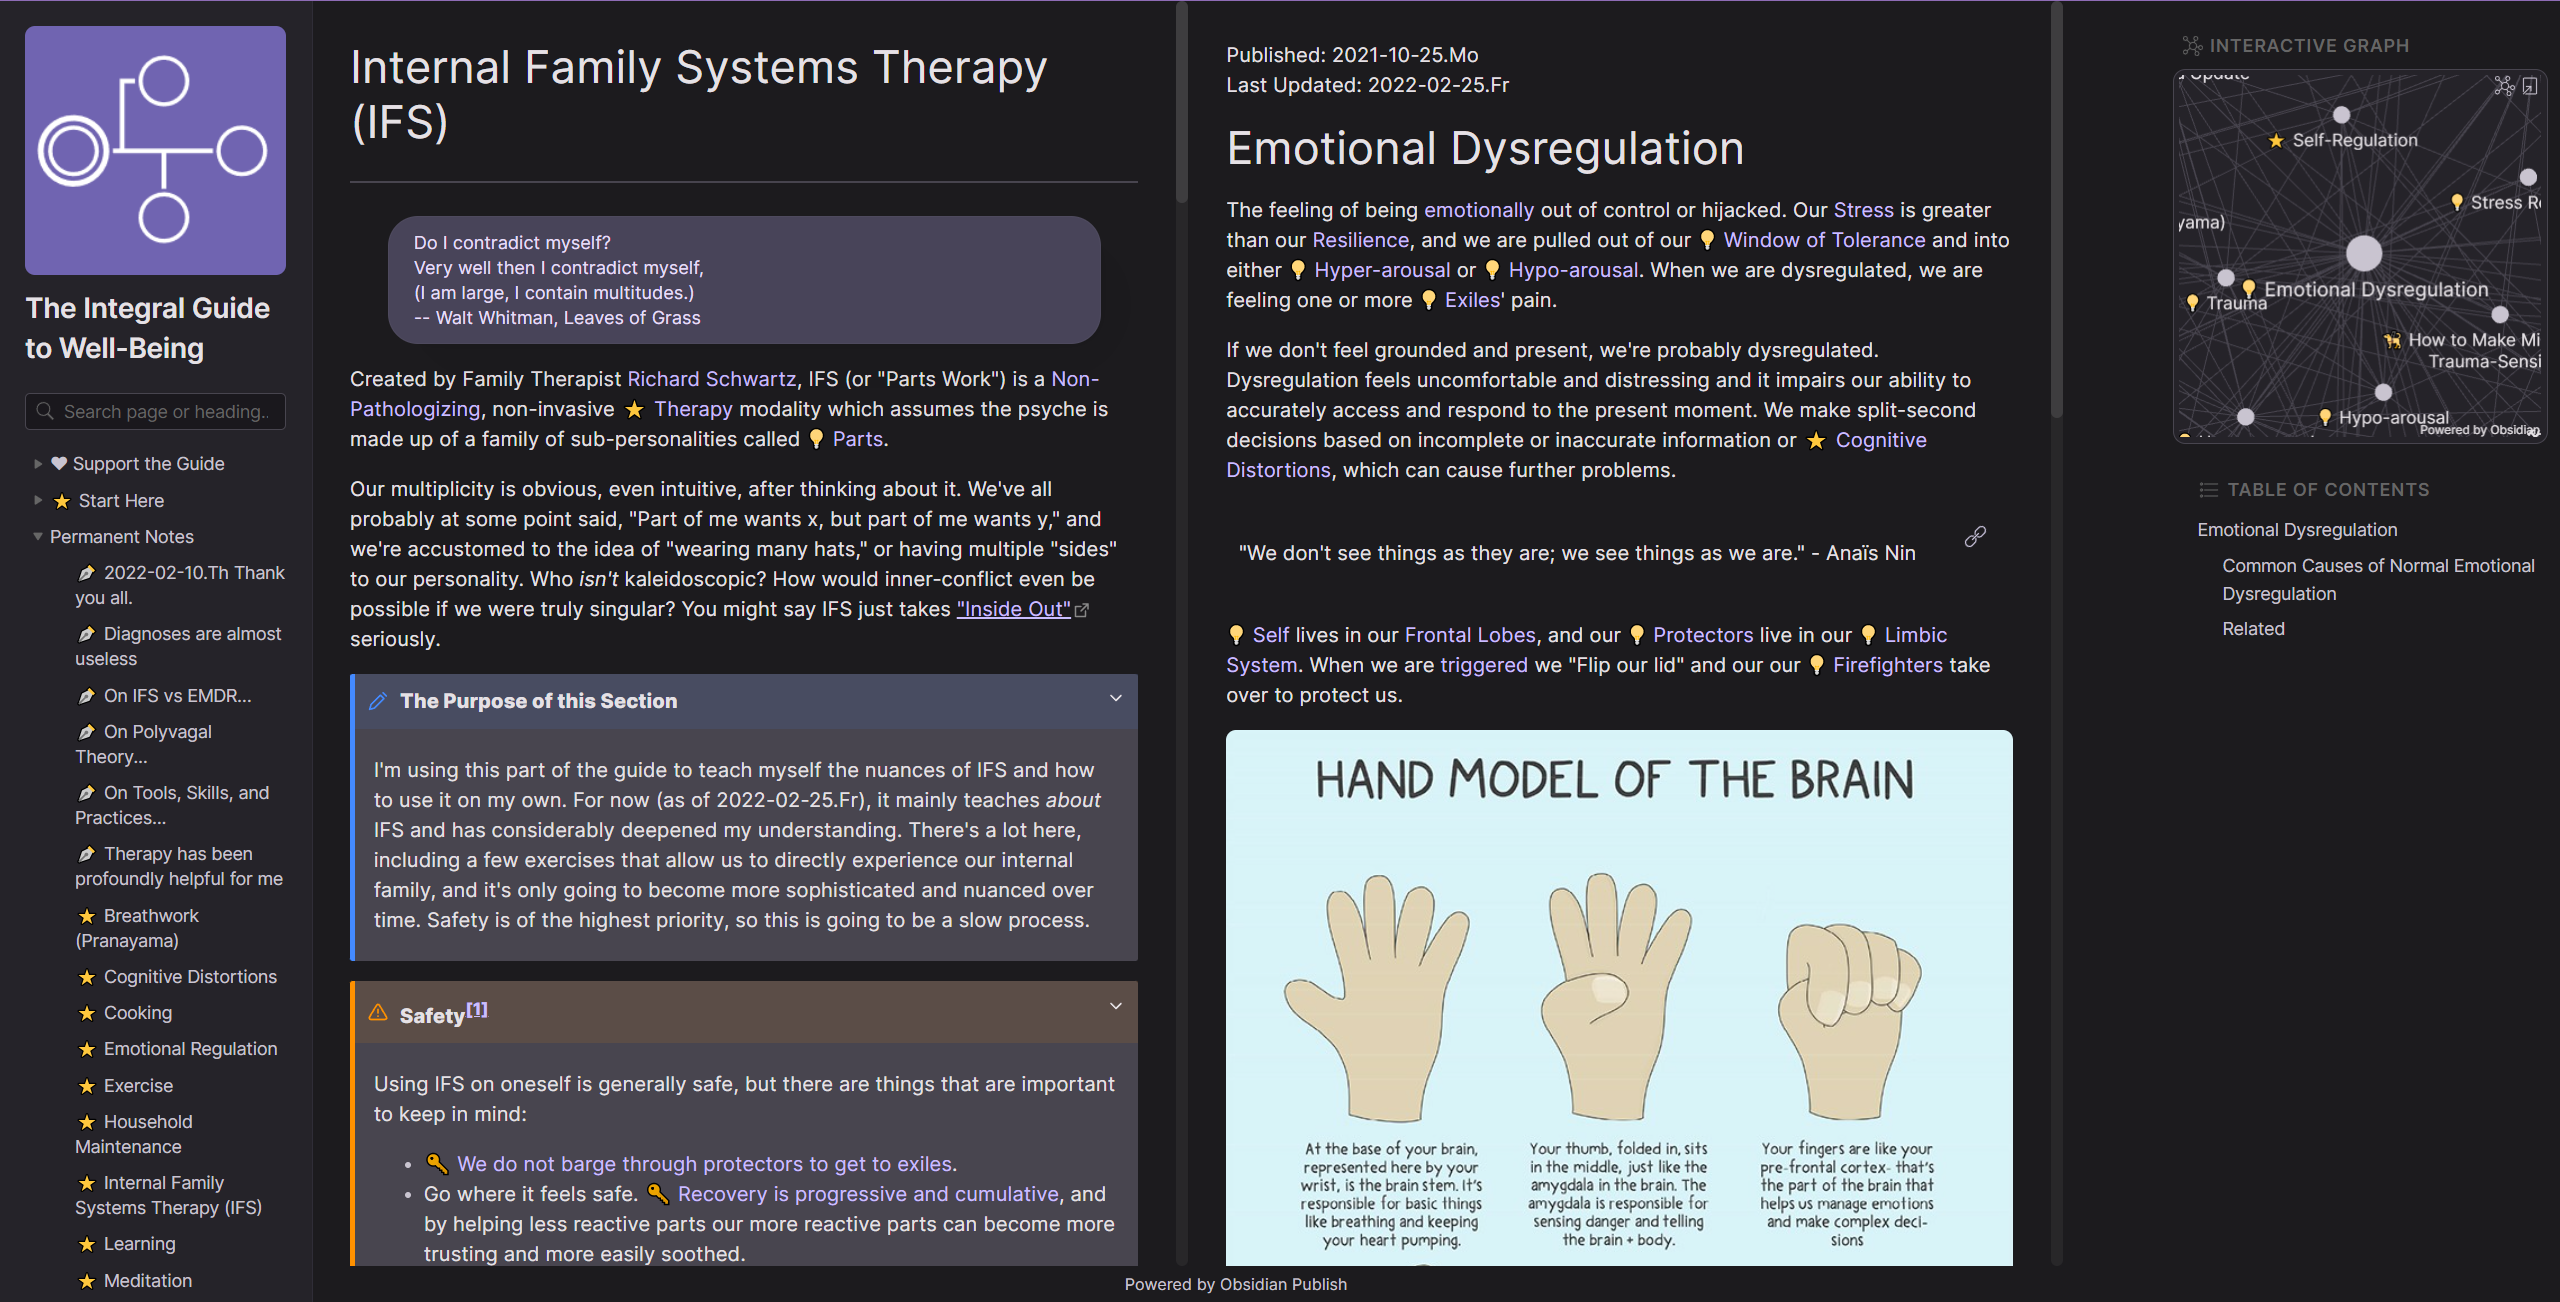 The Integral Guide
to Well-Being
Search page or heading..
Support the Guide
Start Here
Permanent Notes
2022-02-10.Th Thank
you all.
Diagnoses are almost
useless
On IFS vs EMDR...
On Polyvagal
Theory...
On Tools, Skills, and
Practices...
Therapy has been
profoundly helpful for me
Breathwork
(Pranayama)
Cognitive Distortions
Cooking
Emotional Regulation
Exercise
Household
Maintenance
Internal Family
Systems Therapy (IFS)
Learning
Meditation
Internal Family Systems Therapy
(IFS)
Do I contradict myself?
Very well then I contradict myself,
(I am large, I contain multitudes.)
-- Walt Whitman, Leaves of Grass
Created by Family Therapist Richard Schwartz, IFS (or "Parts Work") is a Non-
Pathologizing, non-invasive ⭐ Therapy modality which assumes the psyche is
made up of a family of sub-personalities called 💡 Parts.
Our multiplicity is obvious, even intuitive, after thinking about it. We've all
probably at some point said, "Part of me wants x, but part of me wants y," and
we're accustomed to the idea of "wearing many hats," or having multiple "sides"
to our personality. Who isn't kaleidoscopic? How would inner-conflict even be
possible if we were truly singular? You might say IFS just takes "Inside Out"
seriously.
The Purpose of this Section
I'm using this part of the guide to teach myself the nuances of IFS and how
to use it on my own. For now (as of 2022-02-25.Fr), it mainly teaches about
IFS and has considerably deepened my understanding. There's a lot here,
including a few exercises that allow us to directly experience our internal
family, and it's only going to become more sophisticated and nuanced over
time. Safety is of the highest priority, so this is going to be a slow process.
Safety[1]
Using IFS on oneself is generally safe, but there are things that are important
to keep in mind:
• 🔑 We do not barge through protectors to get to exiles.
• Go where it feels safe. 🔑 Recovery is progressive and cumulative, and
by helping less reactive parts our more reactive parts can become more
trusting and more easily soothed.
Published: 2021-10-25.Mo
Last Updated: 2022-02-25.Fr
Emotional Dysregulation
The feeling of being emotionally out of control or hijacked. Our Stress is greater
than our Resilience, and we are pulled out of our 💡 Window of Tolerance and into
either 💡 Hyper-arousal or 💡 Hypo-arousal. When we are dysregulated, we are
feeling one or more 💡 Exiles' pain.
If we don't feel grounded and present, we're probably dysregulated.
Dysregulation feels uncomfortable and distressing and it impairs our ability to
accurately access and respond to the present moment. We make split-second
decisions based on incomplete or inaccurate information or ⭐ Cognitive
Distortions, which can cause further problems.
"We don't see things as they are; we see things as we are." - Anaïs Nin
💡 Self lives in our Frontal Lobes, and our 💡 Protectors live in our 💡 Limbic
System. When we are triggered we "Flip our lid" and our our 💡 Firefighters take
over to protect us.
HAND MODEL OF THE BRAIN
At the base of your brain,
represented here by your
wrist, is the brain stem. It's
responsible for basic things
like breathing and keeping
your heart pumping.
Your thumb, folded in, sits
in the middle, just like the
amygdala in the brain. The
amygdala is responsible for
sensing danger and telling
the brain + body.
Your fingers are like your
pre-frontal cortex- that's
the part of the brain that
helps us manage emotions
and make complex deci-
sions
INTERACTIVE GRAPH
Update
Self-Regulation
Stress R
yama)
Trauma
Emotional Dysregulation
How to Make Mi
Trauma-Sensi
Hypo-arousal
Powered by Obsidian
TABLE OF CONTENTS
Emotional Dysregulation
Common Causes of Normal Emotional
Dysregulation
Related
Powered by Obsidian Publish